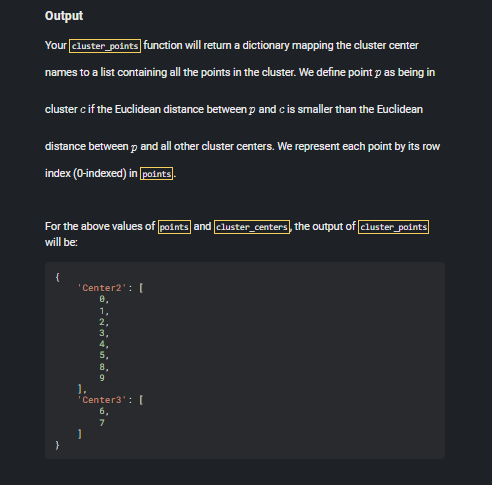 Output
Your cluster_points function will return a dictionary mapping the cluster center
names to a list containing all the points in the cluster. We define point p as being in
cluster c if the Euclidean distance between p and c is smaller than the Euclidean
distance between p and all other cluster centers. We represent each point by its row
index (0-indexed) in points.
For the above values of points and cluster_centers, the output of cluster_points
will be:
{
'Center2': [
0,
1,
2,
3,
4,
5,
8,
9
],
'Center3': [
6,
7
]
}